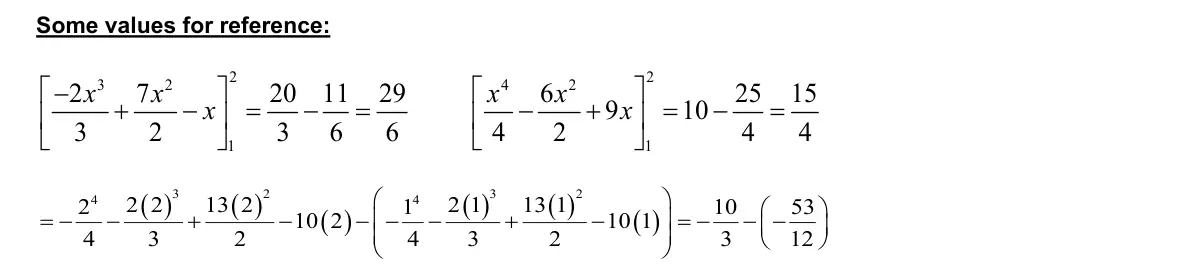 Some values for reference:
[−2x³/3 + 7x²/2 − x]₁² = 20/3 − 11/6 = 29/6    [x⁴/4 − 6x²/2 + 9x]₁² = 10 − 25/4 = 15/4
= −2⁴/4 − 2(2)³/3 + 13(2)²/2 − 10(2) − (−1⁴/4 − 2(1)³/3 + 13(1)²/2 − 10(1)) = −10/3 − (−53/12)